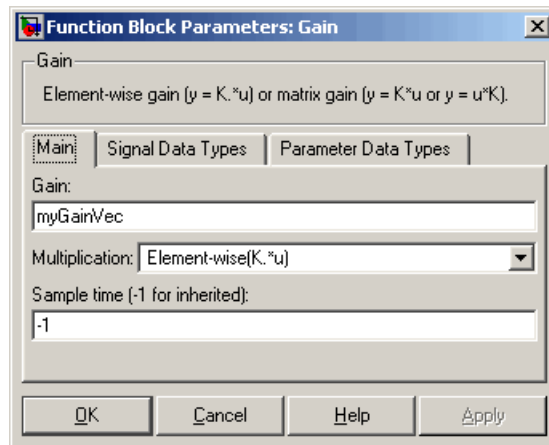 Function Block Parameters: Gain
Gain
Element-wise gain (y = K.*u) or matrix gain (y = K*u or y = u*K).
Main Signal Data Types Parameter Data Types
Gain:
myGainVec
Multiplication: Element-wise(K.*u)
Sample time (-1 for inherited):
-1
OK Cancel Help Apply